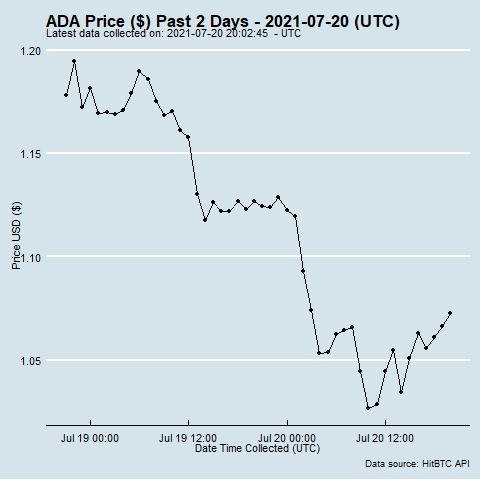 ADA Price ($) Past 2 Days - 2021-07-20 (UTC)
Latest data collected on: 2021-07-20 20:02:45 - UTC
1.20
1.15
1.10
1.05
Price USD ($)
Jul 19 00:00 Jul 19 12:00 Jul 20 00:00 Jul 20 12:00
Date Time Collected (UTC)
Data source: HitBTC API